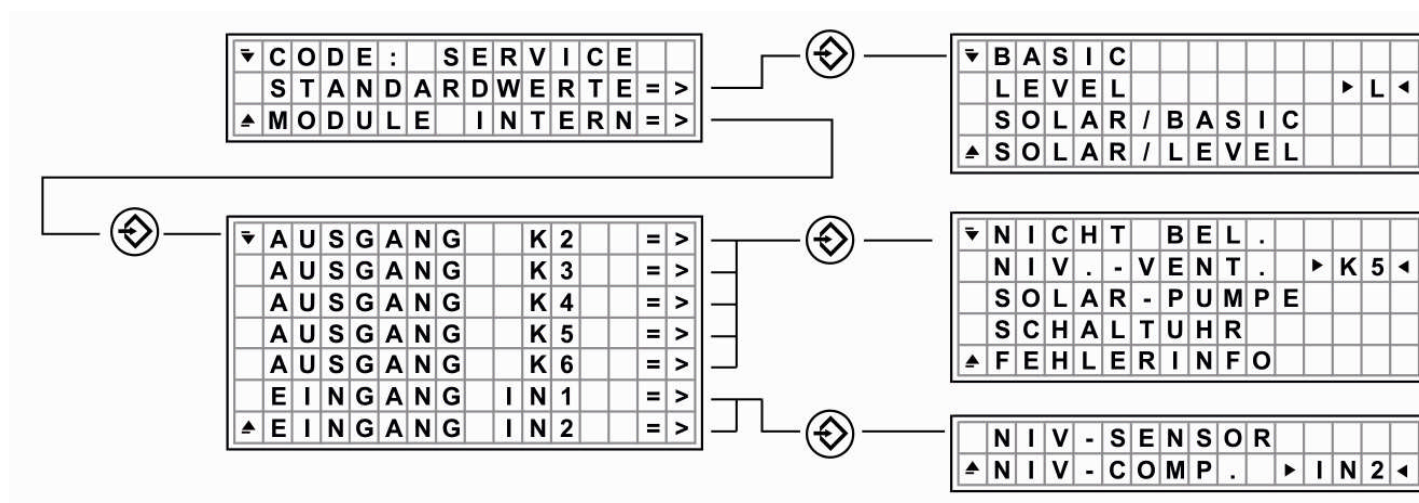 CODE: SERVICE
STANDARDWERTE=>
MODULE INTERN=>
BASIC
LEVEL ▶L◀
SOLAR/BASIC
SOLAR/LEVEL
AUSGANG K2 =>
AUSGANG K3 =>
AUSGANG K4 =>
AUSGANG K5 =>
AUSGANG K6 =>
EINGANG IN1 =>
EINGANG IN2 =>
NICHT BEL.
NIV.-VENT. ▶K5◀
SOLAR-PUMPE
SCHALTUHR
FEHLERINFO
NIV-SENSOR
NIV-COMP. ▶IN2◀